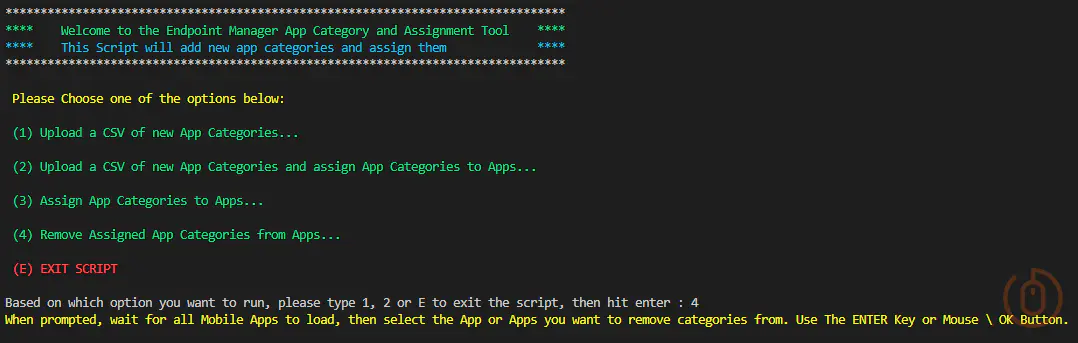 ********************************************************************************
****    Welcome to the Endpoint Manager App Category and Assignment Tool    ****
****    This Script will add new app categories and assign them             ****
********************************************************************************
Please Choose one of the options below:
(1) Upload a CSV of new App Categories...
(2) Upload a CSV of new App Categories and assign App Categories to Apps...
(3) Assign App Categories to Apps...
(4) Remove Assigned App Categories from Apps...
(E) EXIT SCRIPT
Based on which option you want to run, please type 1, 2 or E to exit the script, then hit enter : 4
When prompted, wait for all Mobile Apps to load, then select the App or Apps you want to remove categories from. Use The ENTER Key or Mouse \ OK Button.